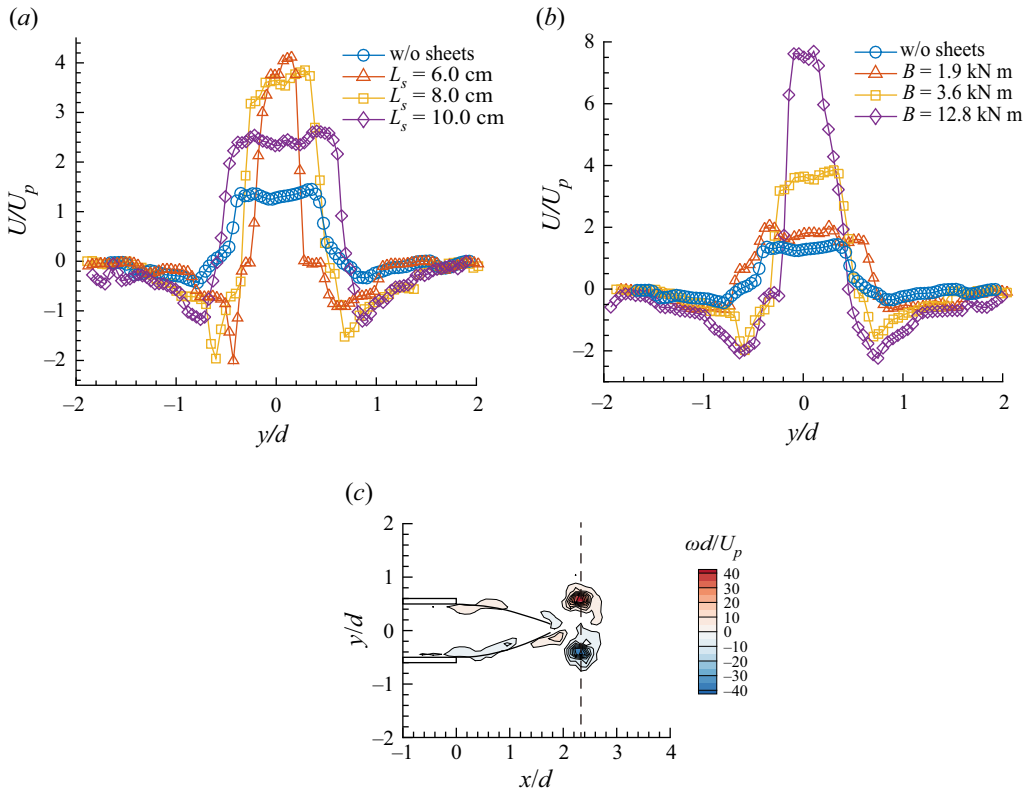 (a)
4
3
2
1
0
–1
–2
U/Up
–2
–1
0
1
2
y/d
w/o sheets
Ls = 6.0 cm
Ls = 8.0 cm
Ls = 10.0 cm
(b)
8
6
4
2
0
–2
U/Up
–2
–1
0
1
2
y/d
w/o sheets
B = 1.9 kN m
B = 3.6 kN m
B = 12.8 kN m
(c)
2
1
0
–1
–2
y/d
–1
0
1
2
3
4
x/d
ωd/Up
40
30
20
10
0
–10
–20
–30
–40